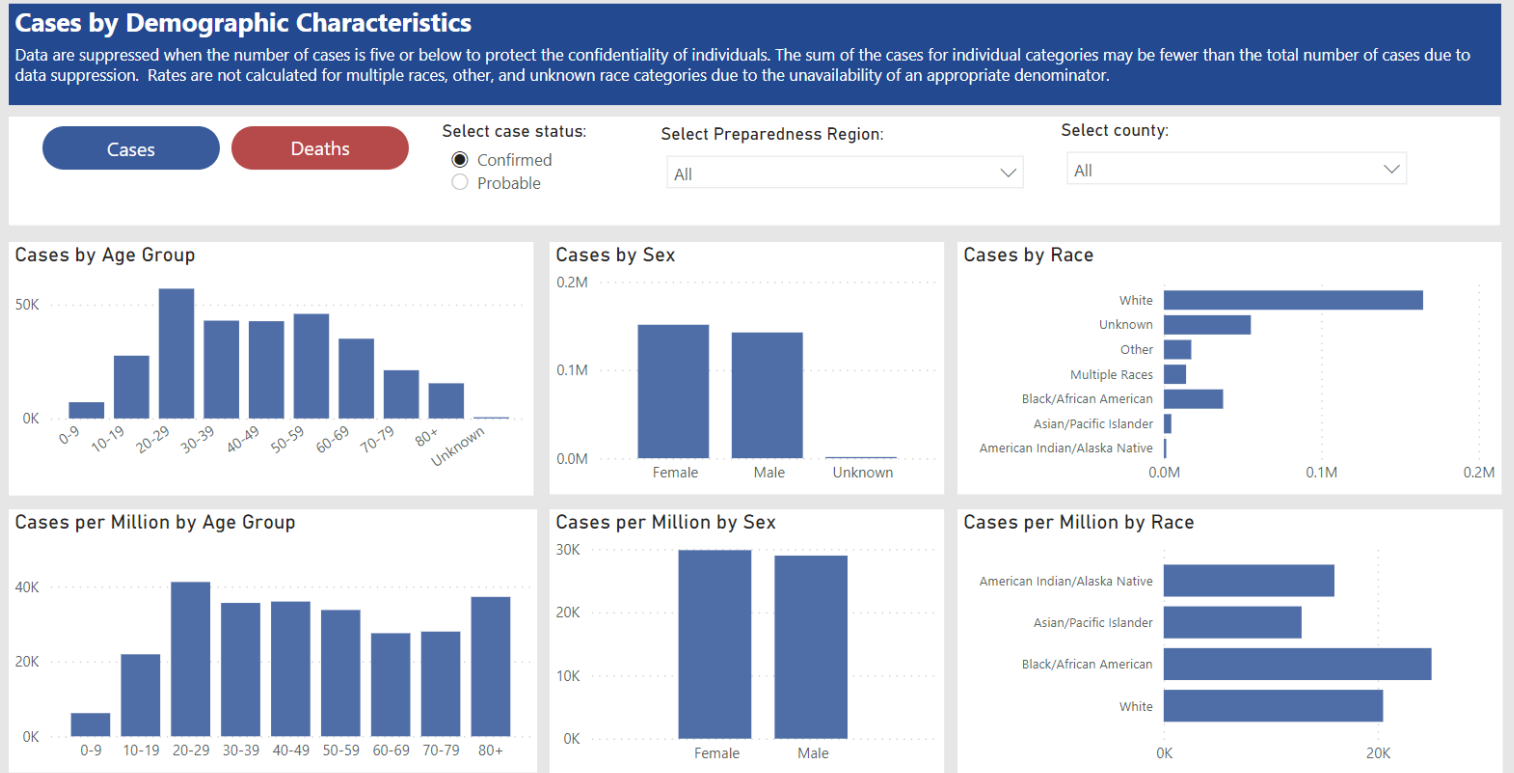 Cases by Demographic Characteristics
Data are suppressed when the number of cases is five or below to protect the confidentiality of individuals. The sum of the cases for individual categories may be fewer than the total number of cases due to
data suppression.  Rates are not calculated for multiple races, other, and unknown race categories due to the unavailability of an appropriate denominator.
Cases
Deaths
Select case status:
Confirmed
Probable
Select Preparedness Region:
All
Select county:
All
Cases by Age Group
50K
0K
0-9
10-19
20-29
30-39
40-49
50-59
60-69
70-79
80+
Unknown
Cases by Sex
0.2M
0.1M
0.0M
Female
Male
Unknown
Cases by Race
White
Unknown
Other
Multiple Races
Black/African American
Asian/Pacific Islander
American Indian/Alaska Native
0.0M
0.1M
0.2M
Cases per Million by Age Group
40K
20K
0K
0-9
10-19
20-29
30-39
40-49
50-59
60-69
70-79
80+
Cases per Million by Sex
30K
20K
10K
0K
Female
Male
Cases per Million by Race
American Indian/Alaska Native
Asian/Pacific Islander
Black/African American
White
0K
20K